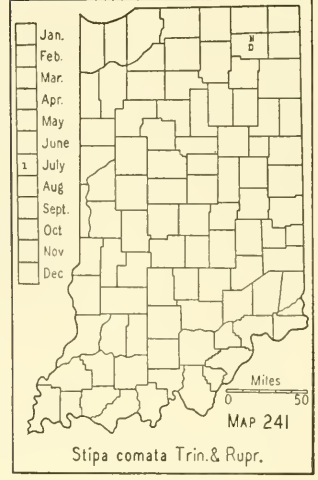 Jan.
Feb.
Mar.
Apr.
May
June
1 July
Aug
Sept.
Oct
Nov
Dec
N
D
Miles
0 50
MAP 241
Stipa comata Trin. & Rupr.